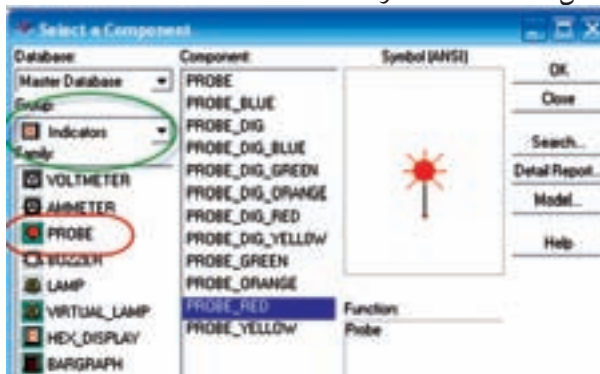 Select a Component
Database:
Master Database
Group:
Indicators
Family:
VOLTMETER
AMMETER
PROBE
BUZZER
LAMP
VIRTUAL_LAMP
HEX_DISPLAY
BARGRAPH
Component:
PROBE
PROBE_BLUE
PROBE_DIG
PROBE_DIG_BLUE
PROBE_DIG_GREEN
PROBE_DIG_ORANGE
PROBE_DIG_RED
PROBE_DIG_YELLOW
PROBE_GREEN
PROBE_ORANGE
PROBE_RED
PROBE_YELLOW
Symbol (ANSI)
Function:
Probe
OK
Close
Search...
Detail Report...
Model...
Help